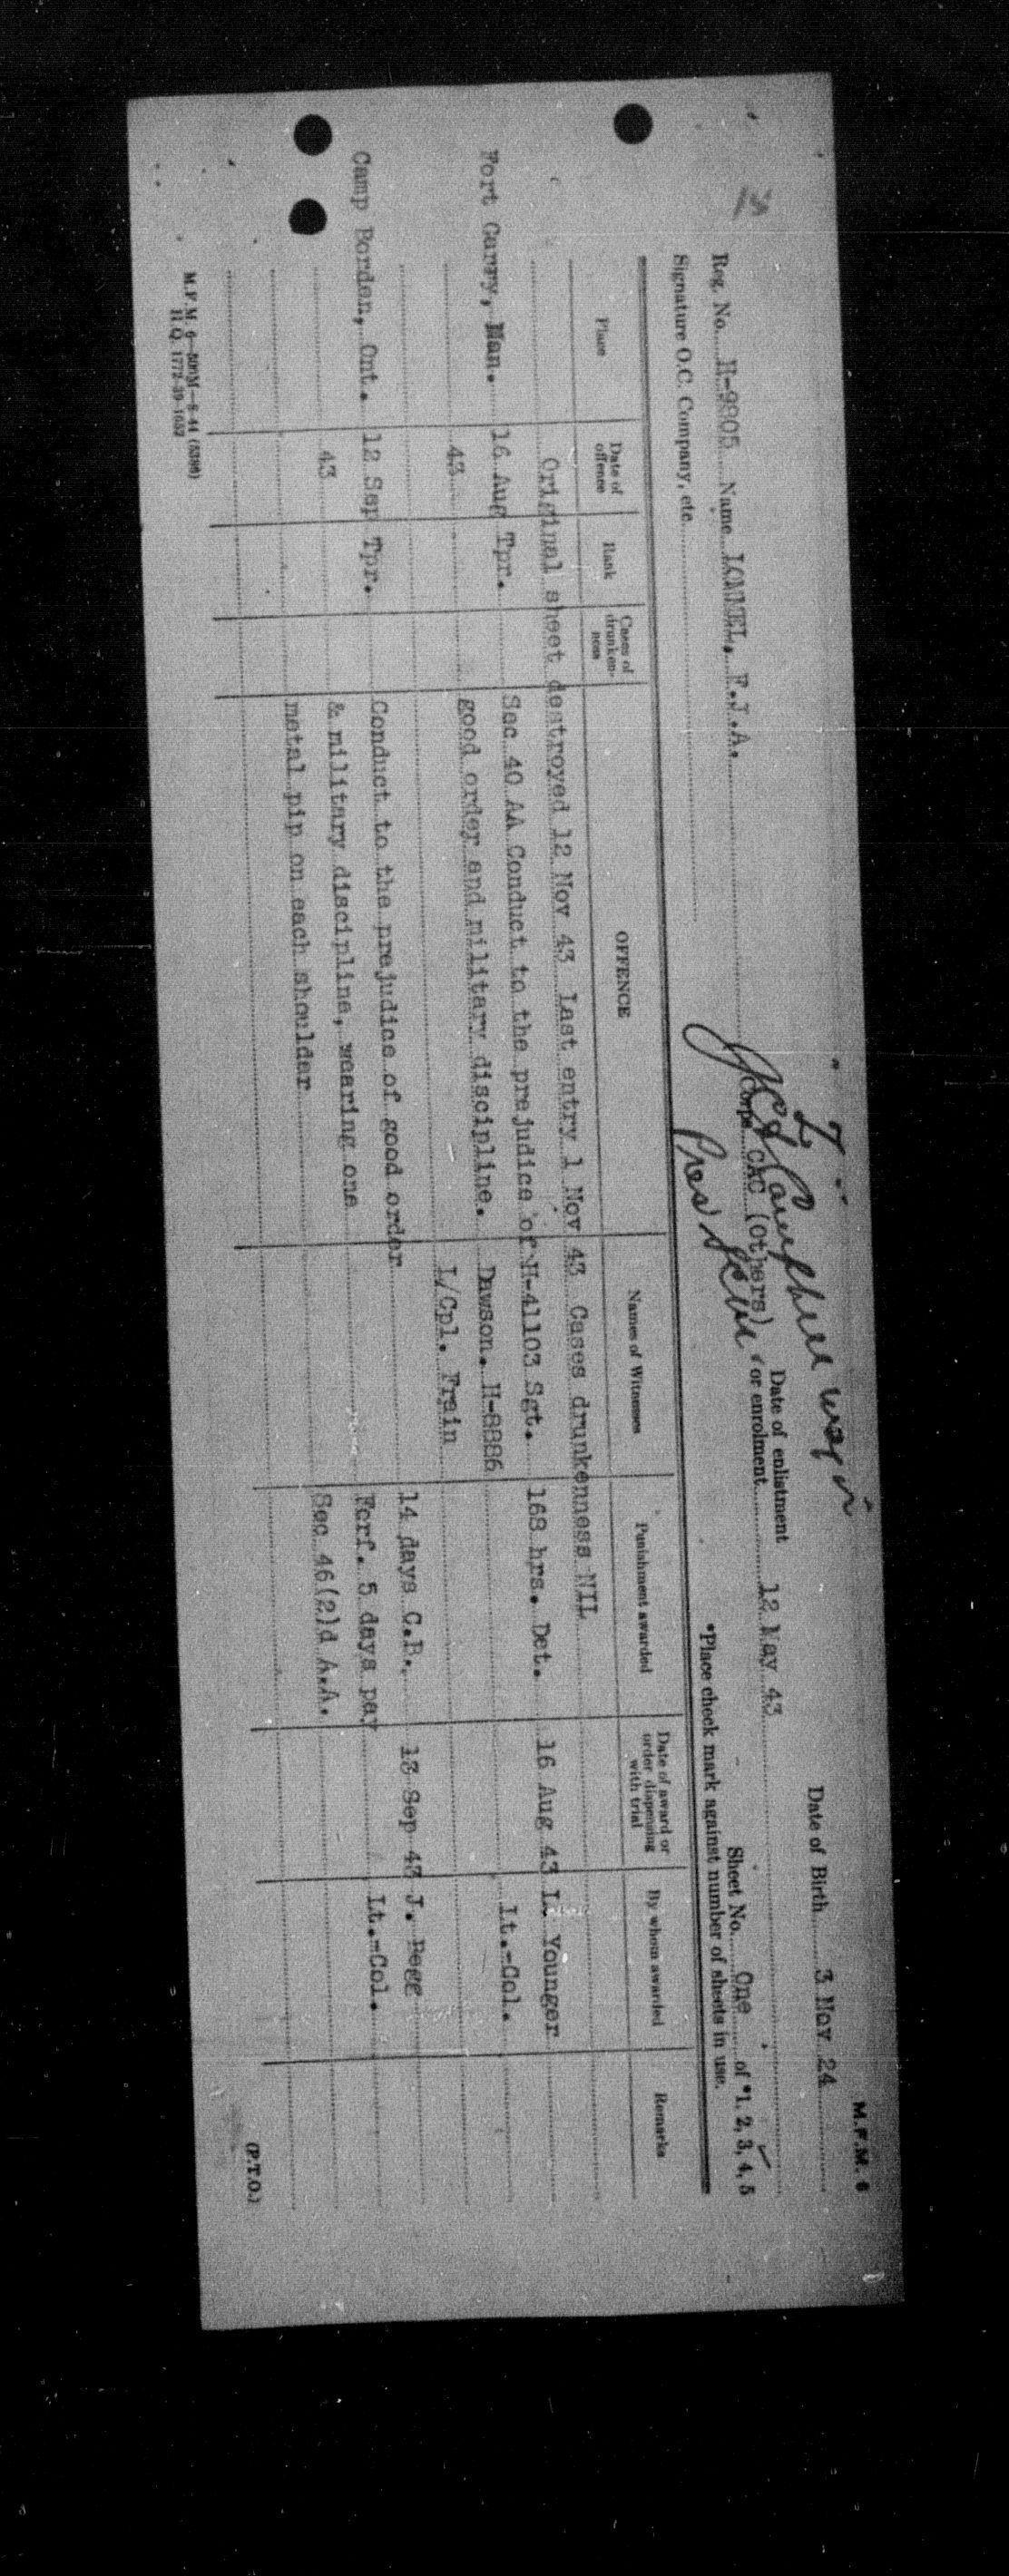 M.F.M. 6
Date of Birth 3 Nov 24
Reg. No. H-9805 Name LOMMEL, F.J.A. Corps CAC (Others) Date of enlistment or enrolment 12 May 43 Sheet No. One of *1, 2, 3, 4, 5
Signature O.C. Company, etc.
*Place check mark against number of sheets in use.
Place Date of offence Rank Cases of drunkenness OFFENCE Names of Witnesses Punishment awarded Date of award or order dispensing with trial By whom awarded Remarks
Original sheet destroyed 12 Nov 43 Last entry 1 Nov 43 Cases drunkenness NIL
Fort Garry, Man. 16 Aug Tpr. Sec 40 AA Conduct to the prejudice of H-41103 Sgt. 168 hrs. Det. 16 Aug 43 L. Younger
43 good order and military discipline. Dawson. H-8886 Lt.-Col.
L/Cpl. Frain
Camp Borden, Ont. 12 Sep Tpr. Conduct to the prejudice of good order 14 days C.B. 13 Sep 43 J.
43 & military discipline, wearing one Forf. 5 days pay Lt.-Col.
metal pip on each shoulder Sec 46(2)d A.A.
M.F.M. 6—500M—8-44
H.Q. 1772-39-1652
(P.T.O.)